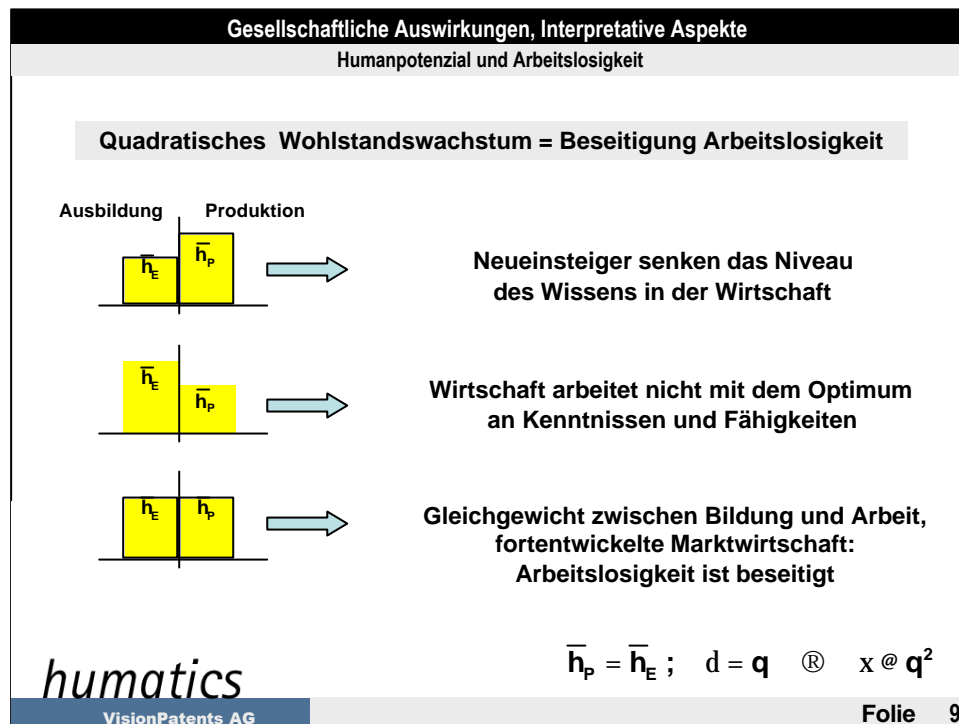 Gesellschaftliche Auswirkungen, Interpretative Aspekte
Humanpotenzial und Arbeitslosigkeit
Quadratisches Wohlstandswachstum = Beseitigung Arbeitslosigkeit
Ausbildung Produktion
h̅E h̅P
Neueinsteiger senken das Niveau
des Wissens in der Wirtschaft
h̅E h̅P
Wirtschaft arbeitet nicht mit dem Optimum
an Kenntnissen und Fähigkeiten
h̅E h̅P
Gleichgewicht zwischen Bildung und Arbeit,
fortentwickelte Marktwirtschaft:
Arbeitslosigkeit ist beseitigt
h̅P = h̅E ; d = q ® x @ q²
humatics
VisionPatents AG
Folie 9